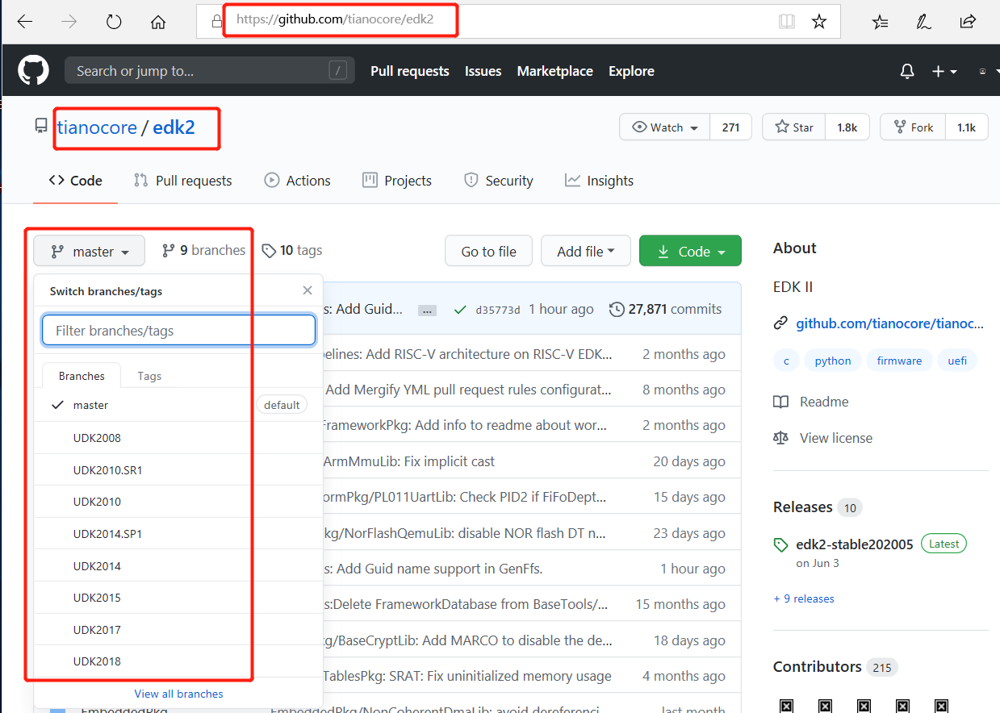 https://github.com/tianocore/edk2
Search or jump to... /
Pull requests Issues Marketplace Explore
tianocore / edk2
Watch 271 Star 1.8k Fork 1.1k
Code Pull requests Actions Projects Security Insights
master 9 branches 10 tags Go to file Add file Code
Switch branches/tags
Filter branches/tags
Branches Tags
master default
UDK2008
UDK2010.SR1
UDK2010
UDK2014.SP1
UDK2014
UDK2015
UDK2017
UDK2018
View all branches
s: Add Guid... ... d35773d 1 hour ago 27,871 commits
elines: Add RISC-V architecture on RISC-V EDK... 2 months ago
Add Mergify YML pull request rules configurat... 8 months ago
FrameworkPkg: Add info to readme about wor... 2 months ago
ArmMmuLib: Fix implicit cast 20 days ago
ormPkg/PL011UartLib: Check PID2 if FiFoDept... 15 days ago
kg/NorFlashQemuLib: disable NOR flash DT n... 23 days ago
s: Add Guid name support in GenFfs. 1 hour ago
s:Delete FrameworkDatabase from BaseTools/... 15 months ago
kg/BaseCryptLib: Add MARCO to disable the de... 18 days ago
TablesPkg: SRAT: Fix uninitialized memory usage 4 months ago
EmbeddedPkg EmbeddedPkg/NonCoherentDmaLib: avoid dereferenci... last month
About
EDK II
github.com/tianocore/tianoc...
c python firmware uefi
Readme
View license
Releases 10
edk2-stable202005 Latest
on Jun 3
+ 9 releases
Contributors 215